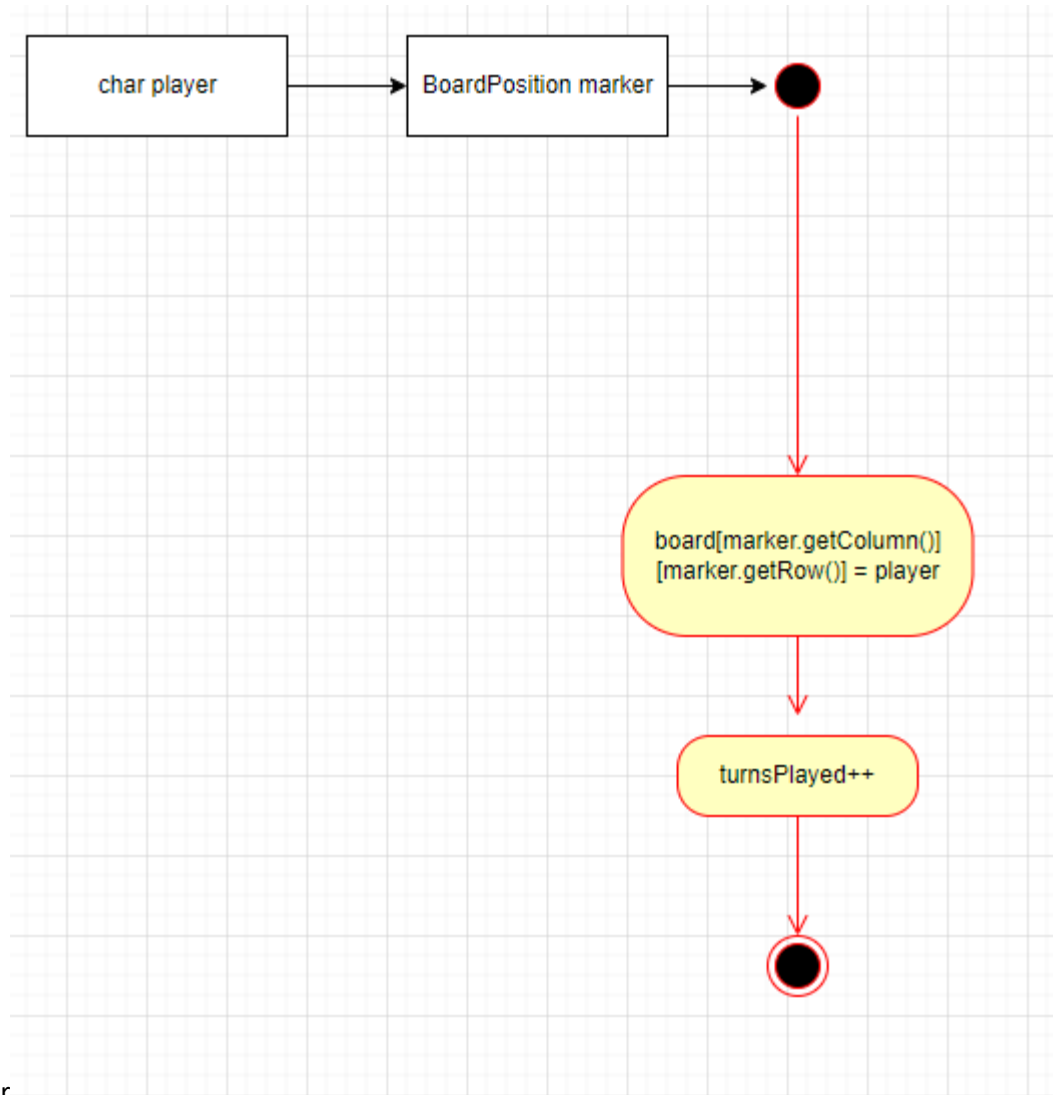 char player
BoardPosition marker
board[marker.getColumn()]
[marker.getRow()] = player
turnsPlayed++
r